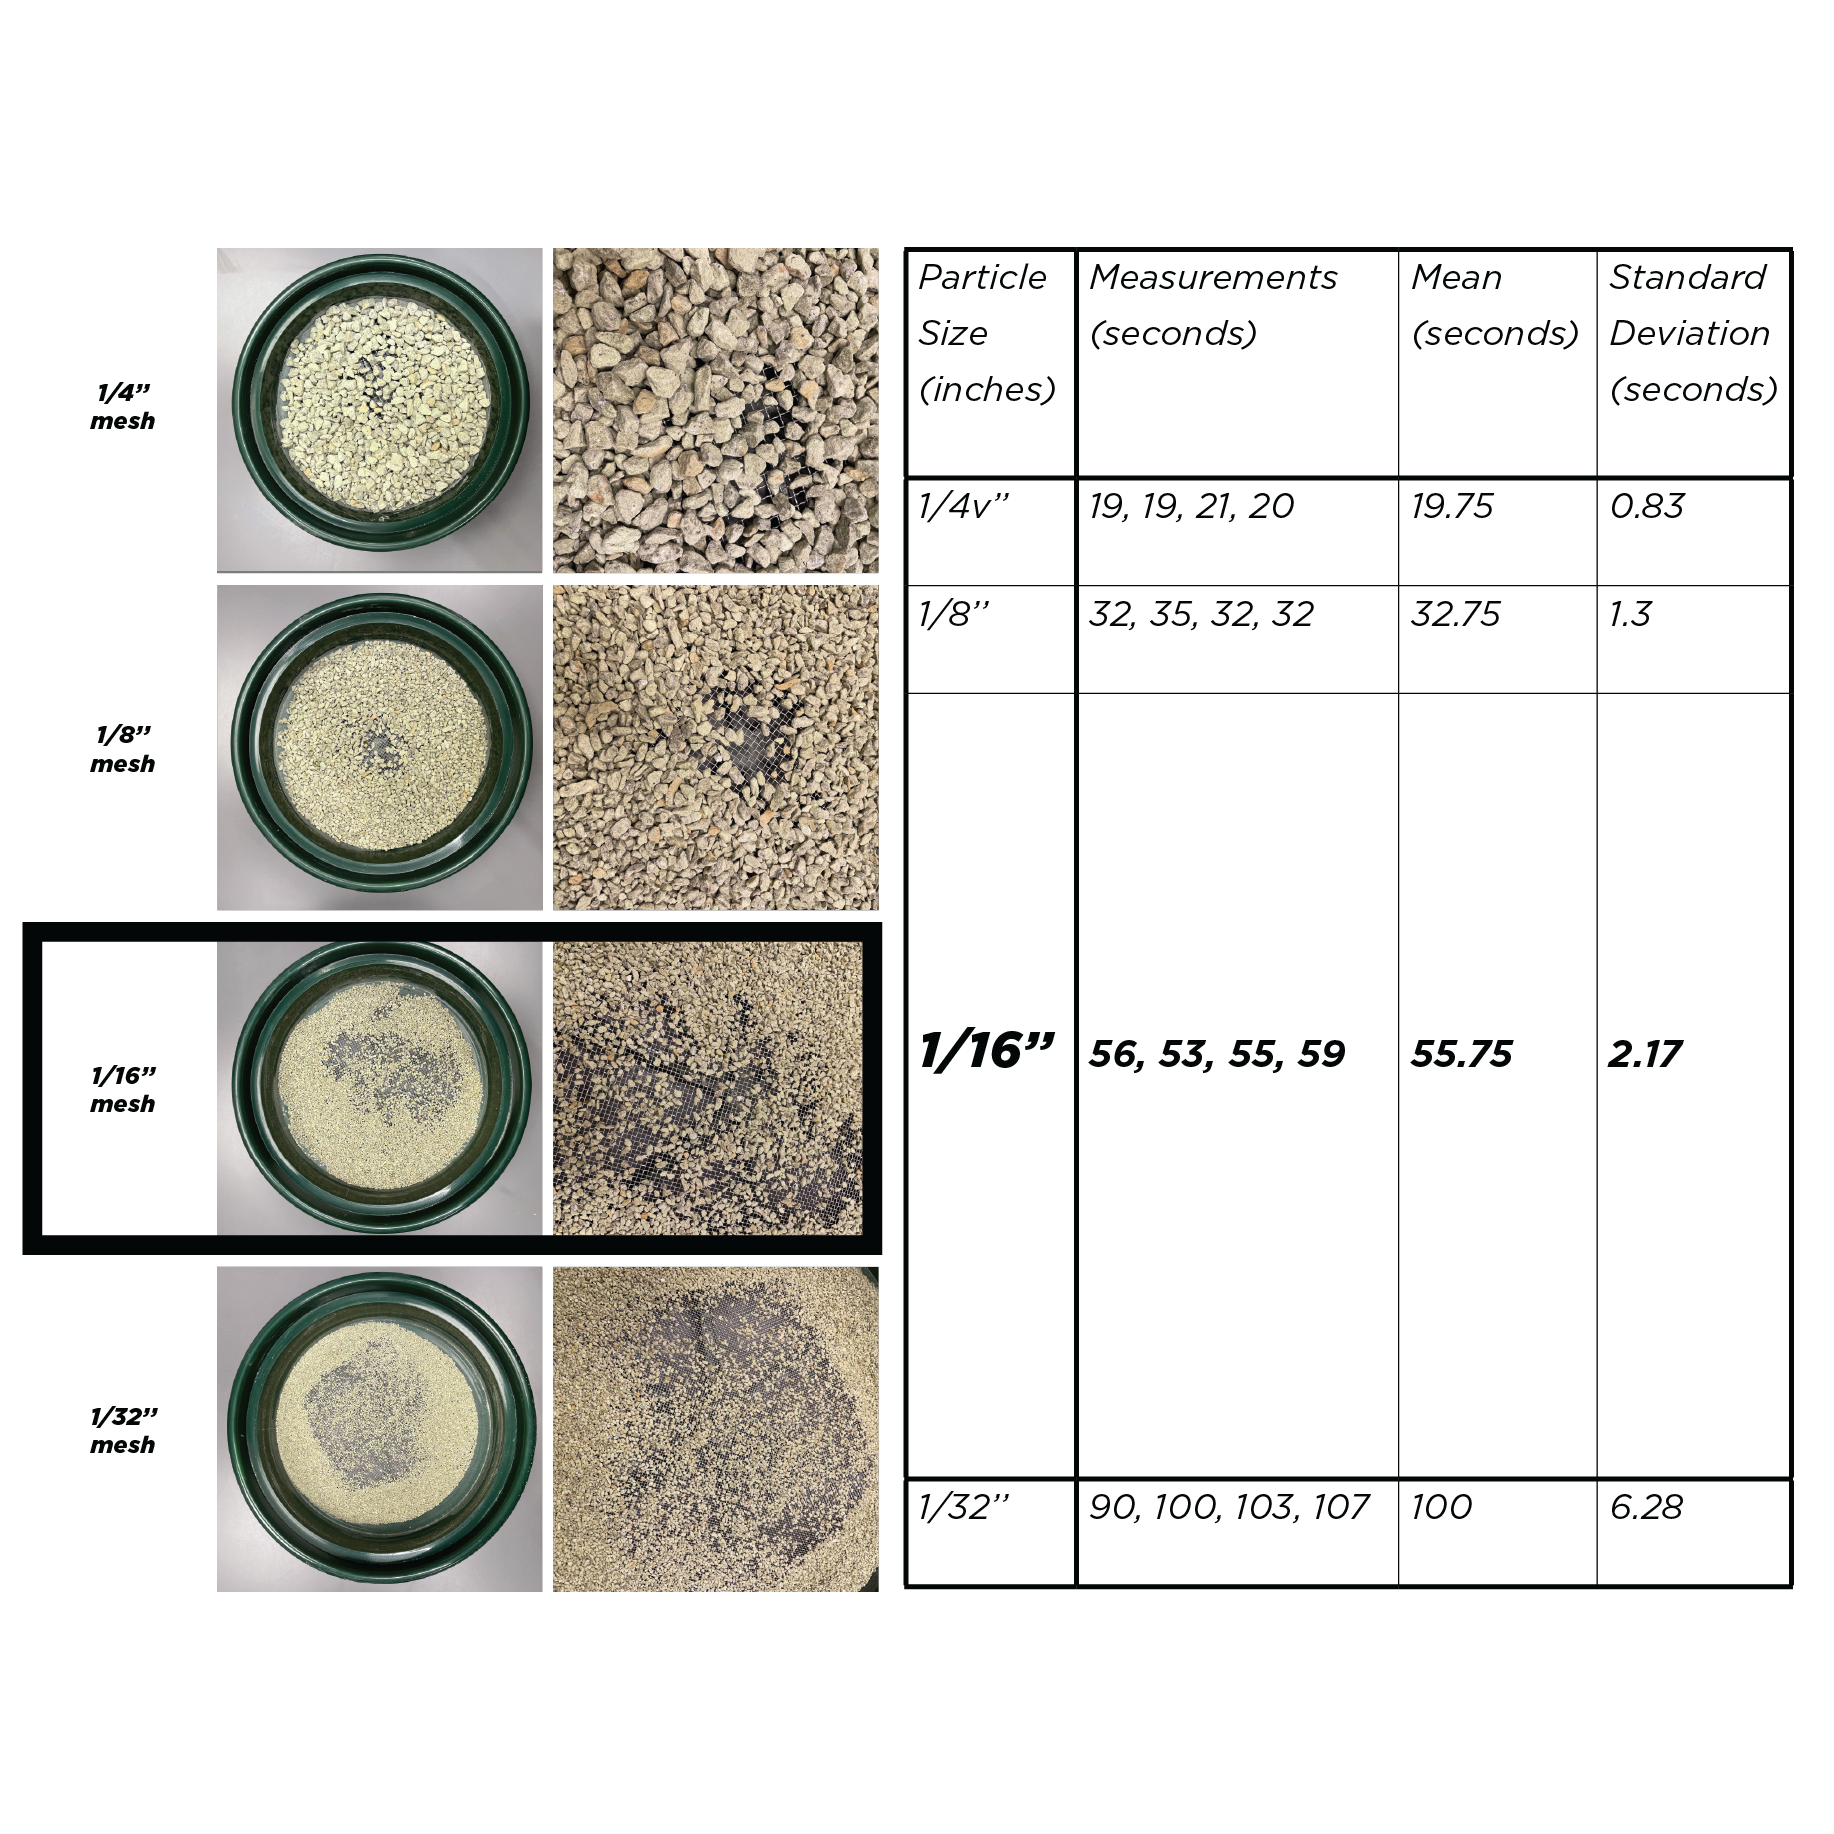 1/4”
mesh
1/8”
mesh
1/16”
mesh
1/32”
mesh
Particle
Size
(inches)
Measurements
(seconds)
Mean
(seconds)
Standard
Deviation
(seconds)
1/4v”
19, 19, 21, 20
19.75
0.83
1/8”
32, 35, 32, 32
32.75
1.3
1/16”
56, 53, 55, 59
55.75
2.17
1/32”
90, 100, 103, 107
100
6.28